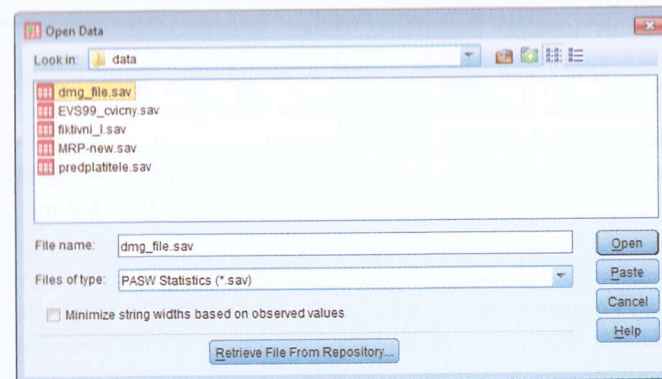 Open Data
Look in: data
dmg_file.sav
EVS99_cvicny.sav
fiktivni_I.sav
MRP-new.sav
predplatitele.sav
File name: dmg_file.sav Open
Files of type: PASW Statistics (*.sav) Paste
Minimize string widths based on observed values Cancel
Help
Retrieve File From Repository...